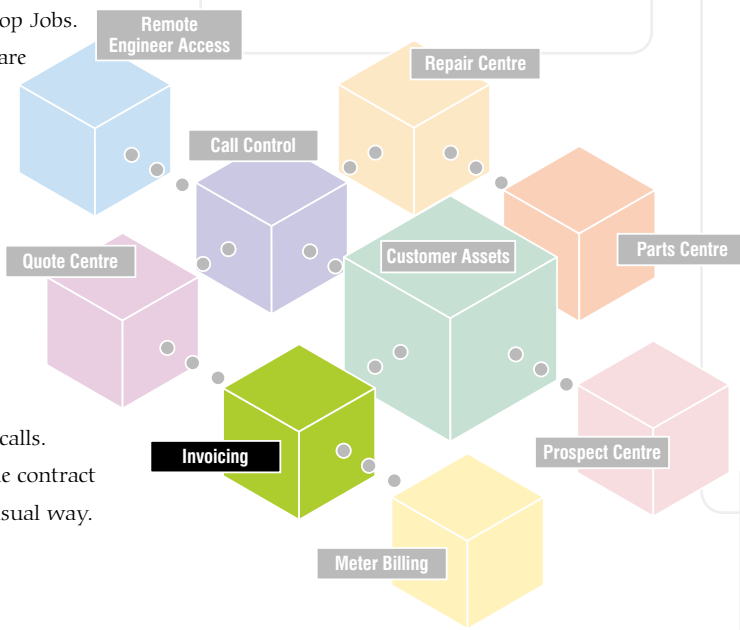 op Jobs.
are
Remote
Engineer Access
Repair Centre
Call Control
Quote Centre
Customer Assets
Parts Centre
calls.
e contract
sual way.
Invoicing
Prospect Centre
Meter Billing